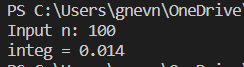 PS C:\Users\gnevn\OneDrive\
Input n: 100
integ = 0.014